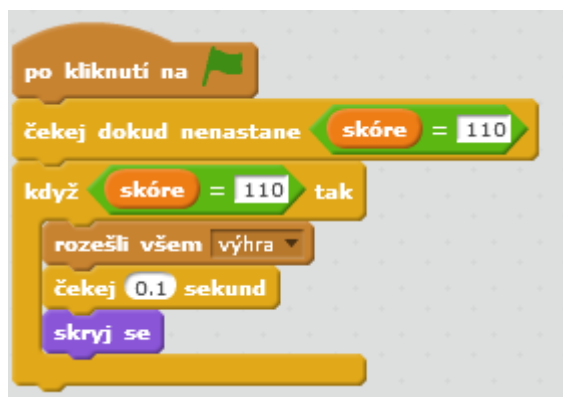 po kliknutí na
čekej dokud nenastane skóre = 110
když skóre = 110 tak
rozešli všem výhra
čekej 0.1 sekund
skryj se